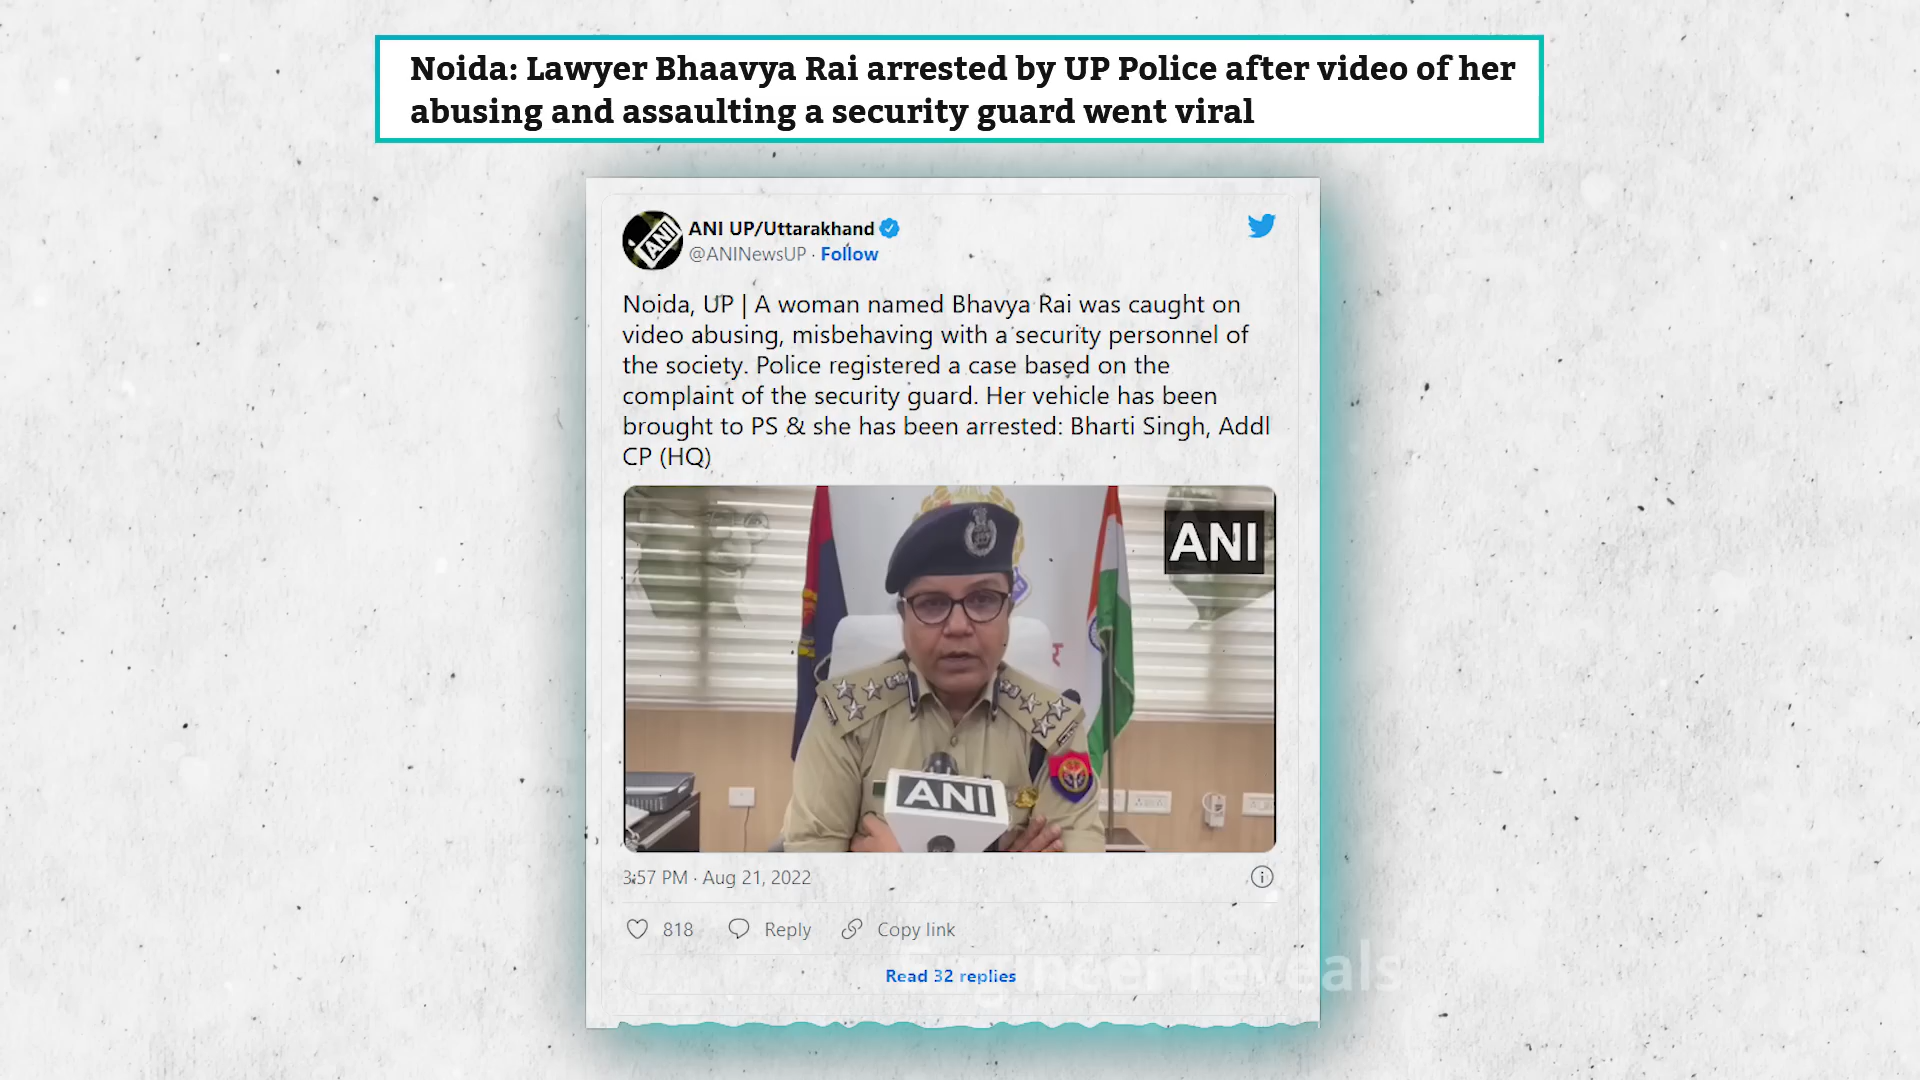 Noida: Lawyer Bhaavya Rai arrested by UP Police after video of her
abusing and assaulting a security guard went viral
ANI UP/Uttarakhand
@ANINewsUP · Follow
Noida, UP | A woman named Bhavya Rai was caught on
video abusing, misbehaving with a security personnel of
the society. Police registered a case based on the
complaint of the security guard. Her vehicle has been
brought to PS & she has been arrested: Bharti Singh, Addl
CP (HQ)
ANI
ANI
ANI
र
3:57 PM · Aug 21, 2022
818 Reply Copy link
Read 32 replies
Engineer reveals